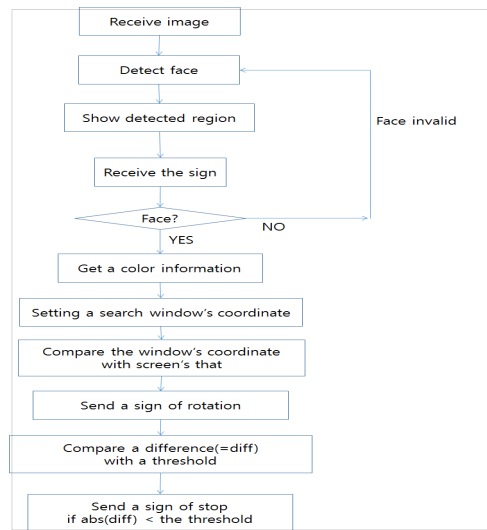 Receive image
Detect face
Show detected region
Face invalid
Receive the sign
Face?
NO
YES
Get a color information
Setting a search window's coordinate
Compare the window's coordinate
with screen's that
Send a sign of rotation
Compare a difference(=diff)
with a threshold
Send a sign of stop
if abs(diff) < the threshold